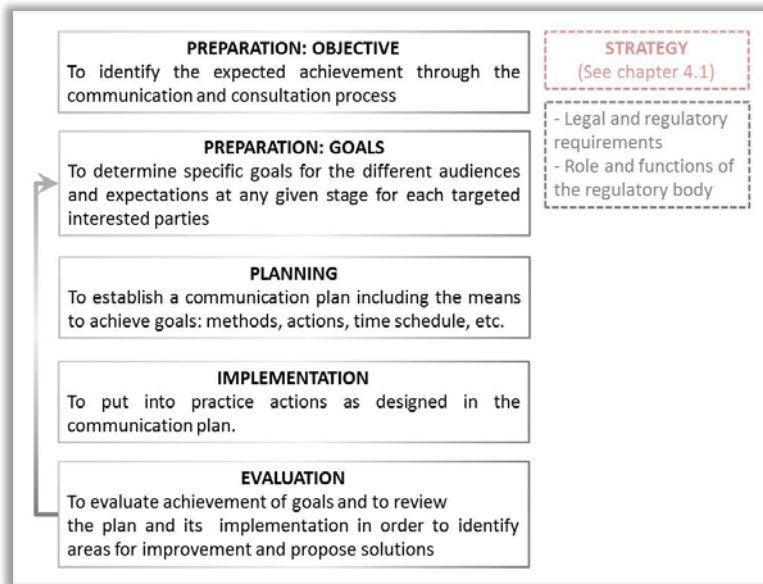 PREPARATION: OBJECTIVE
To identify the expected achievement through the
communication and consultation process
STRATEGY
(See chapter 4.1)
- Legal and regulatory
requirements
- Role and functions of
the regulatory body
PREPARATION: GOALS
To determine specific goals for the different audiences
and expectations at any given stage for each targeted
interested parties
PLANNING
To establish a communication plan including the means
to achieve goals: methods, actions, time schedule, etc.
IMPLEMENTATION
To put into practice actions as designed in the
communication plan.
EVALUATION
To evaluate achievement of goals and to review
the plan and its implementation in order to identify
areas for improvement and propose solutions